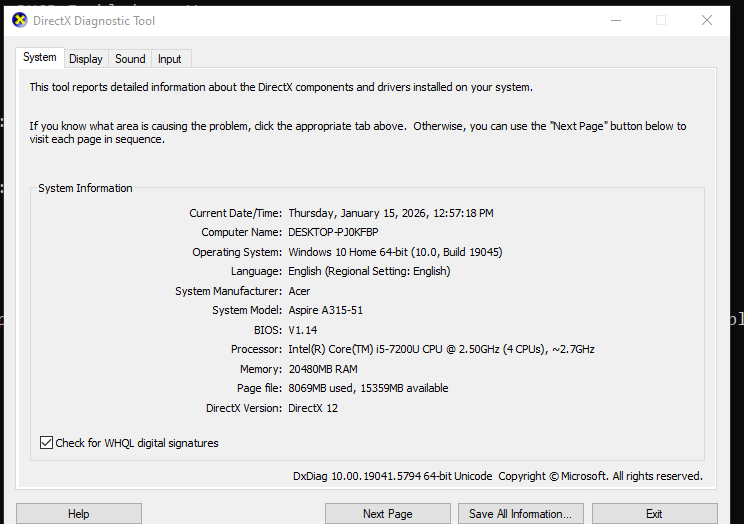 DirectX Diagnostic Tool
System Display Sound Input
This tool reports detailed information about the DirectX components and drivers installed on your system.
If you know what area is causing the problem, click the appropriate tab above. Otherwise, you can use the "Next Page" button below to
visit each page in sequence.
System Information
Current Date/Time: Thursday, January 15, 2026, 12:57:18 PM
Computer Name: DESKTOP-PJ0KFBP
Operating System: Windows 10 Home 64-bit (10.0, Build 19045)
Language: English (Regional Setting: English)
System Manufacturer: Acer
System Model: Aspire A315-51
BIOS: V1.14
Processor: Intel(R) Core(TM) i5-7200U CPU @ 2.50GHz (4 CPUs), ~2.7GHz
Memory: 20480MB RAM
Page file: 8069MB used, 15359MB available
DirectX Version: DirectX 12
Check for WHQL digital signatures
DxDiag 10.00.19041.5794 64-bit Unicode Copyright © Microsoft. All rights reserved.
Help Next Page Save All Information... Exit